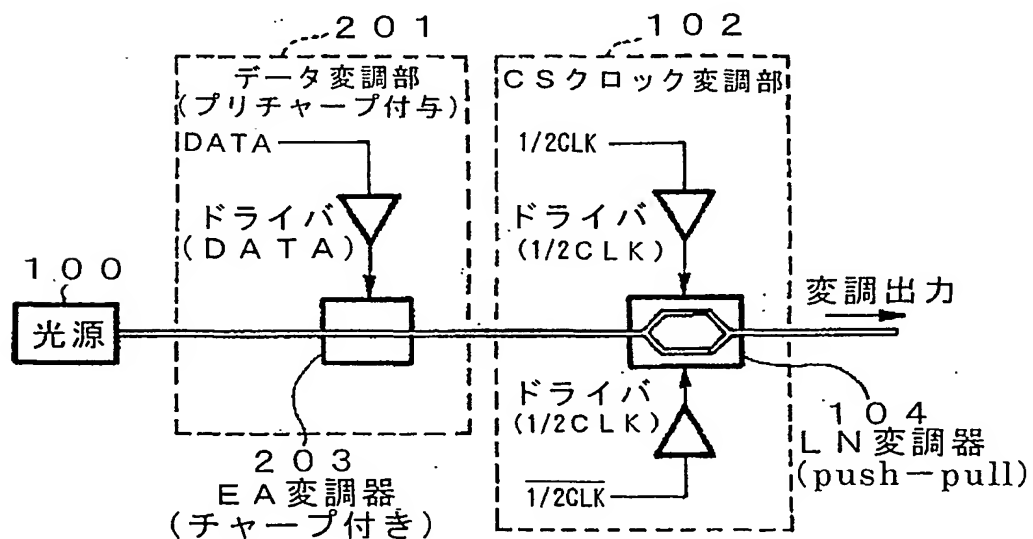 201
データ変調部
(プリチャープ付与)
DATA
ドライバ
(DATA)
102
CSクロック変調部
1/2CLK
ドライバ
(1/2CLK)
100
光源
変調出力
ドライバ
(1/2CLK)
1/2CLK
203
EA変調器
(チャープ付き)
104
LN変調器
(push-pull)